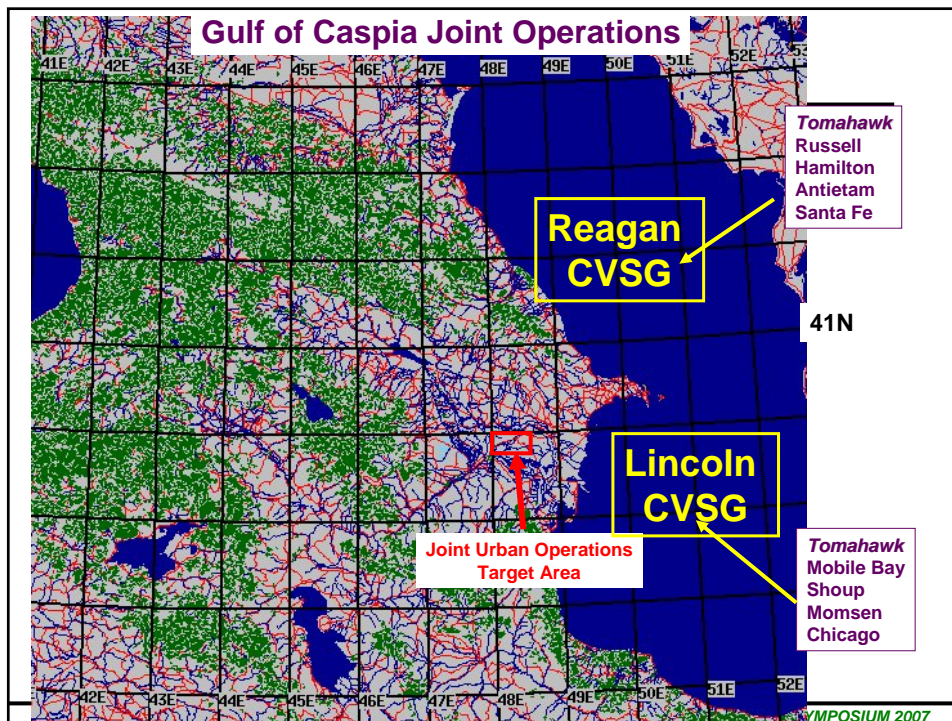 Gulf of Caspia Joint Operations
41E 42E 43E 44E 45E 46E 47E 48E 49E 50E 51E 52E 53
Tomahawk
Russell
Hamilton
Antietam
Santa Fe
Reagan
CVSG
41N
Lincoln
CVSG
Joint Urban Operations
Target Area
Tomahawk
Mobile Bay
Shoup
Momsen
Chicago
42E 43E 44E 45E 46E 47E 48E 49E 50E 51E 52E
YMPOSIUM 2007